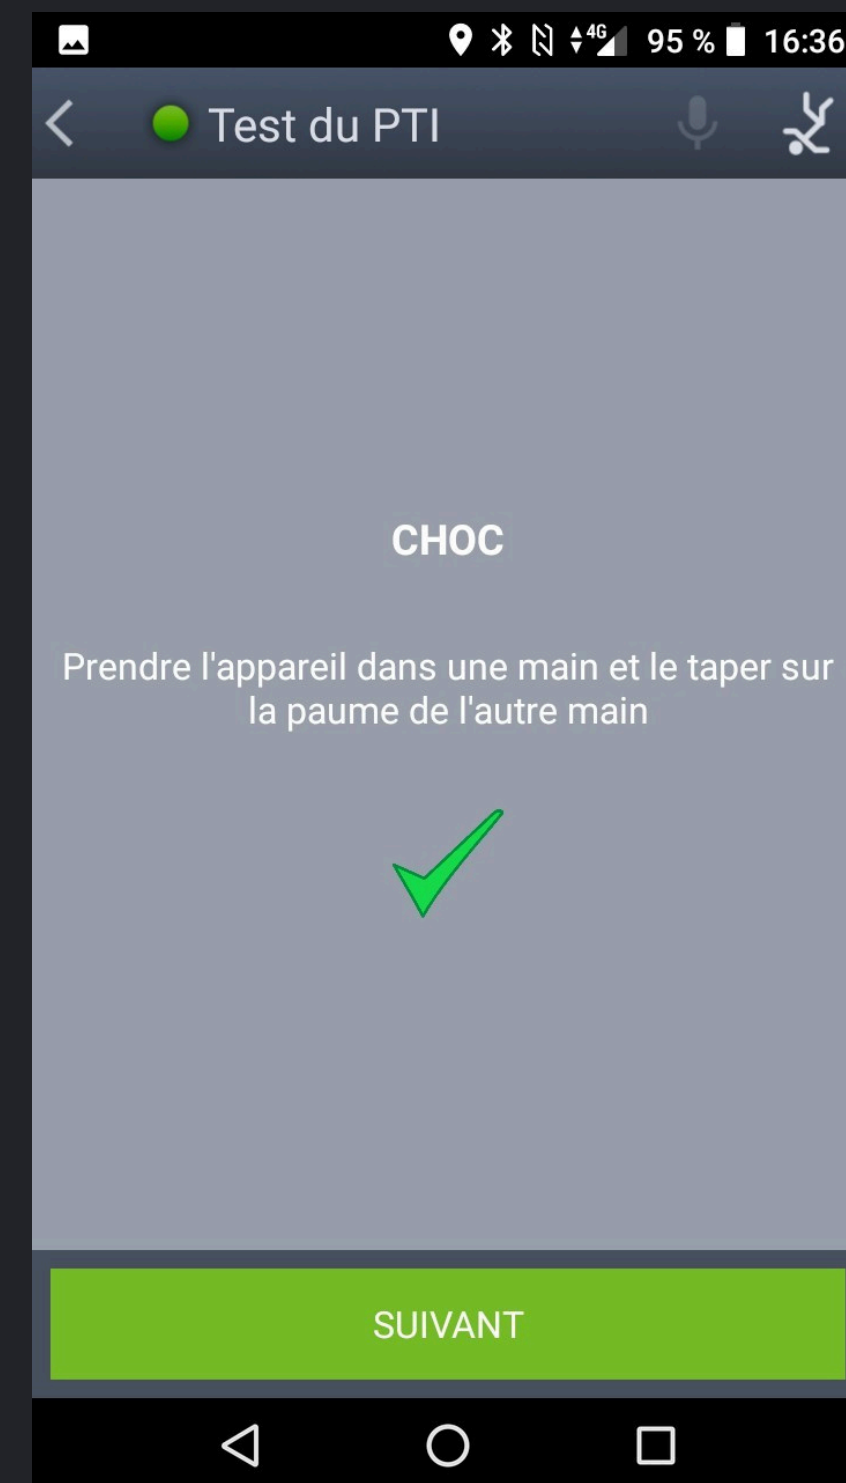 4G 95 % 16:36
Test du PTI
CHOC
Prendre l'appareil dans une main et le taper sur
la paume de l'autre main
SUIVANT